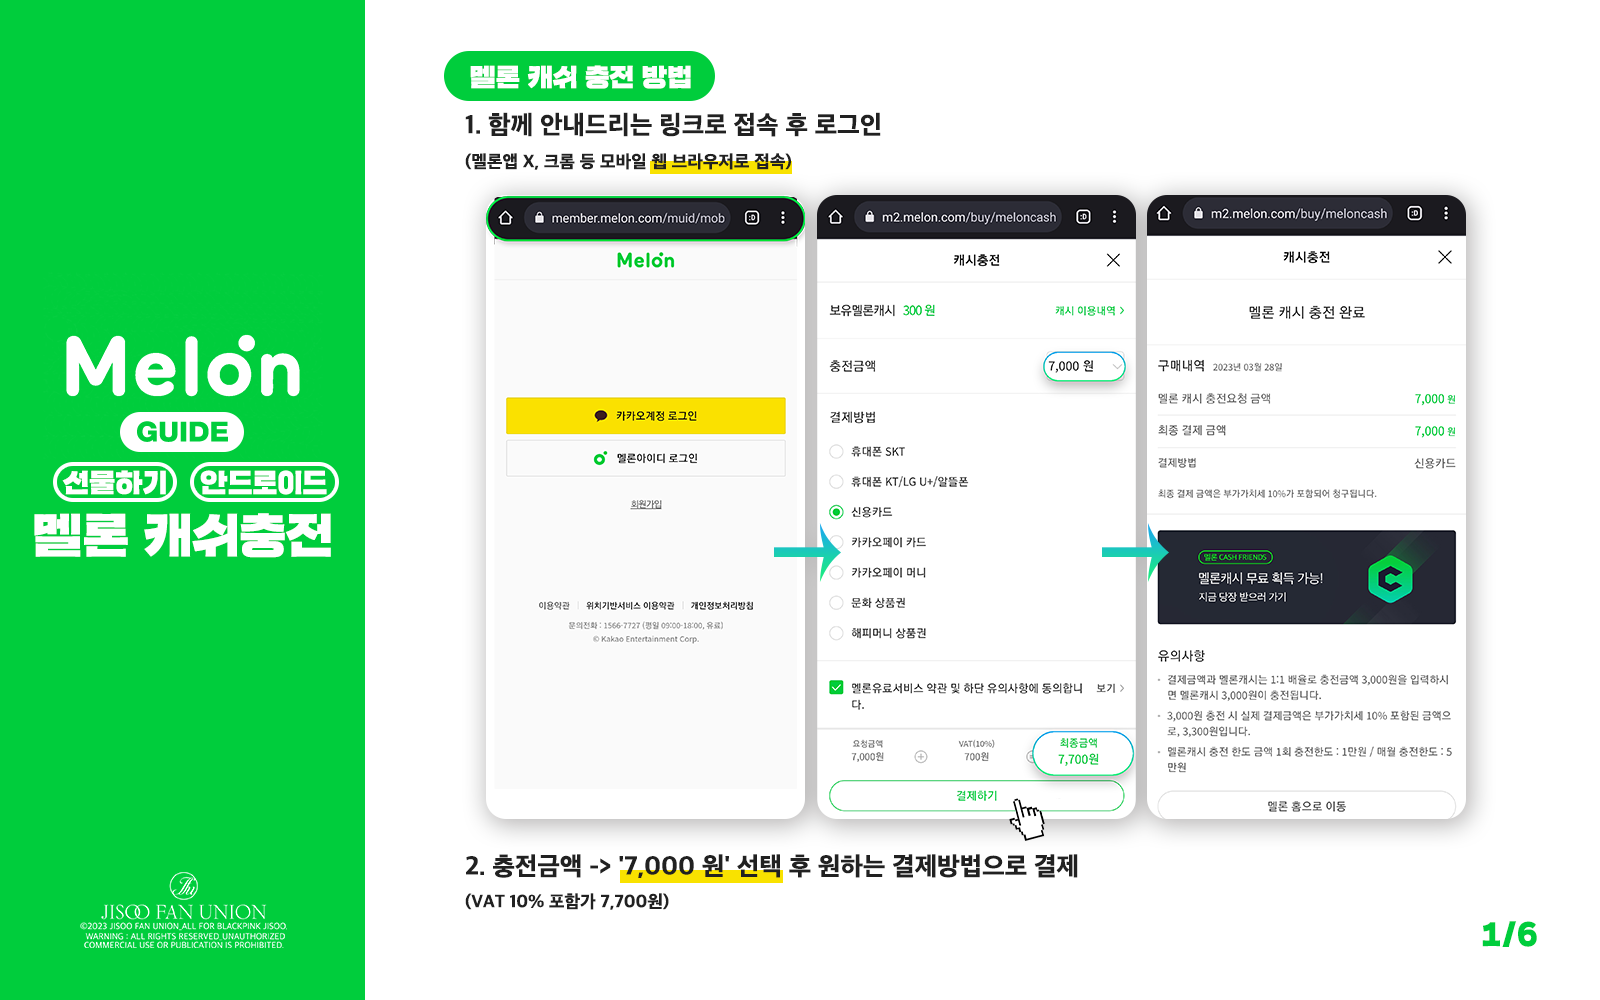 Melon
GUIDE
선물하기 안드로이드
멜론 캐쉬충전
JISOO FAN UNION
©2023 JISOO FAN UNION_ALL FOR BLACKPINK JISOO.
WARNING : ALL RIGHTS RESERVED_UNAUTHORIZED
COMMERCIAL USE OR PUBLICATION IS PROHIBITED.
멜론 캐쉬 충전 방법
1. 함께 안내드리는 링크로 접속 후 로그인
(멜론앱 X, 크롬 등 모바일 웹 브라우저로 접속)
member.melon.com/muid/mob
:D
Melon
카카오계정 로그인
멜론아이디 로그인
회원가입
이용약관 | 위치기반서비스 이용약관 | 개인정보처리방침
문의전화 : 1566-7727 (평일 09:00-18:00, 유료)
© Kakao Entertainment Corp.
m2.melon.com/buy/meloncash
:D
캐시충전
보유멜론캐시 300 원 캐시 이용내역 >
충전금액 7,000 원
결제방법
휴대폰 SKT
휴대폰 KT/LG U+/알뜰폰
신용카드
카카오페이 카드
카카오페이 머니
문화 상품권
해피머니 상품권
멜론유료서비스 약관 및 하단 유의사항에 동의합니
다.
보기 >
요청금액 VAT(10%) 최종금액
7,000원 700원 7,700원
결제하기
m2.melon.com/buy/meloncash
:D
캐시충전
멜론 캐시 충전 완료
구매내역 2023년 03월 28일
멜론 캐시 충전요청 금액 7,000 원
최종 결제 금액 7,000 원
결제방법 신용카드
최종 결제 금액은 부가가치세 10%가 포함되어 청구됩니다.
멜론 CASH FRIENDS
멜론캐시 무료 획득 가능!
지금 당장 받으러 가기
유의사항
· 결제금액과 멜론캐시는 1:1 배율로 충전금액 3,000원을 입력하시
면 멜론캐시 3,000원이 충전됩니다.
· 3,000원 충전 시 실제 결제금액은 부가가치세 10% 포함된 금액으
로, 3,300원입니다.
· 멜론캐시 충전 한도 금액 1회 충전한도 : 1만원 / 매월 충전한도 : 5
만원
멜론 홈으로 이동
2. 충전금액 -> '7,000 원' 선택 후 원하는 결제방법으로 결제
(VAT 10% 포함가 7,700원)
1/6